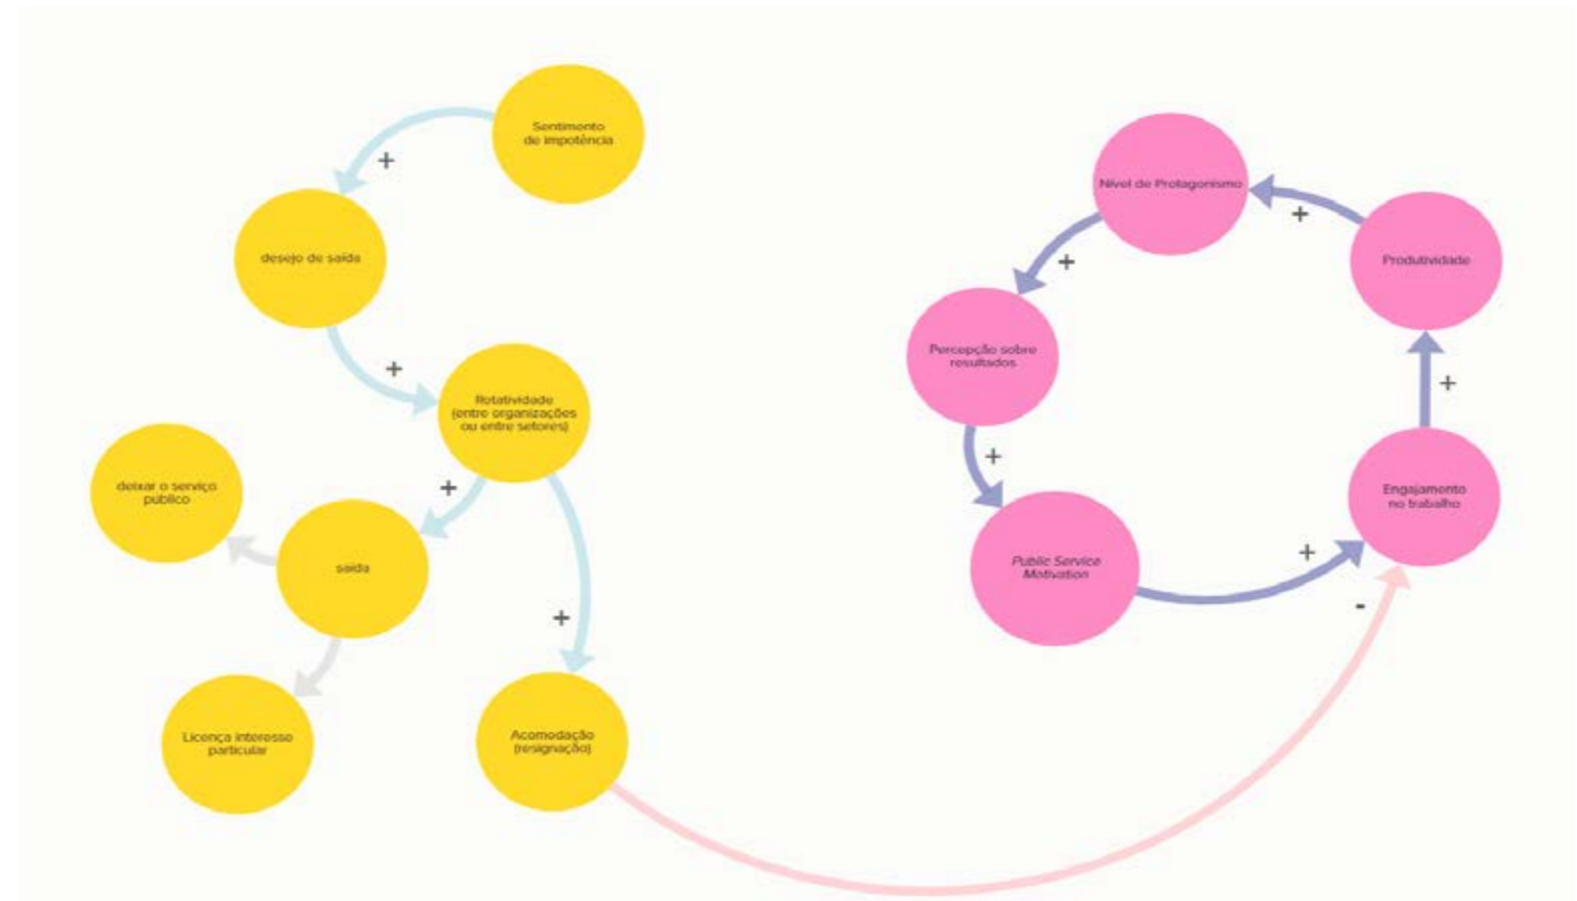 Sentimento
de impotência
+
desejo de saída
+
Rotatividade
(entre organizações
ou entre setores)
+
deixar o serviço
público
saída
+
Licença interesse
particular
Acomodação
(resignação)
Nível de Protagonismo
+
Produtividade
+
Percepção sobre
resultados
+
+
Engajamento
no trabalho
Public Service
Motivation
+
-